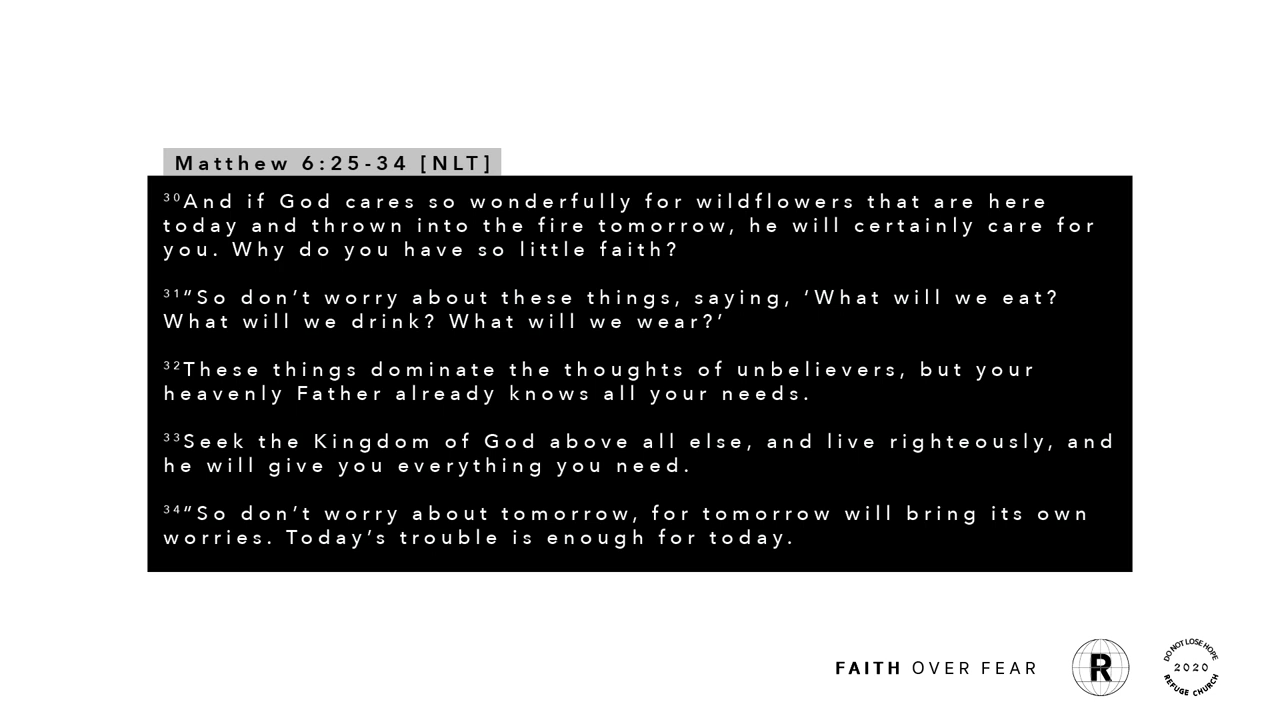 Matthew 6:25-34 [NLT]
³⁰And if God cares so wonderfully for wildflowers that are here
today and thrown into the fire tomorrow, he will certainly care for
you. Why do you have so little faith?
³¹“So don’t worry about these things, saying, ‘What will we eat?
What will we drink? What will we wear?’
³²These things dominate the thoughts of unbelievers, but your
heavenly Father already knows all your needs.
³³Seek the Kingdom of God above all else, and live righteously, and
he will give you everything you need.
³⁴“So don’t worry about tomorrow, for tomorrow will bring its own
worries. Today’s trouble is enough for today.
FAITH OVER FEAR
R
DO NOT LOSE HOPE
2020
REFUGE CHURCH